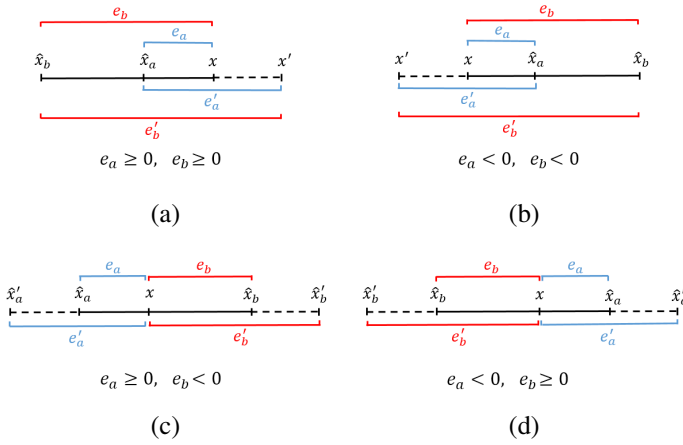 e_b e_b
e_a e_a
x̂_b x̂_a x x′ x′ x x̂_a x̂_b
e′_a e′_a
e′_b e′_b
e_a ≥ 0, e_b ≥ 0 e_a < 0, e_b < 0
(a) (b)
e_a e_b e_b e_a
x̂′_a x̂_a x x̂_b x̂′_b x̂′_b x̂_b x x̂_a x̂′_a
e′_a e′_b e′_b e′_a
e_a ≥ 0, e_b < 0 e_a < 0, e_b ≥ 0
(c) (d)